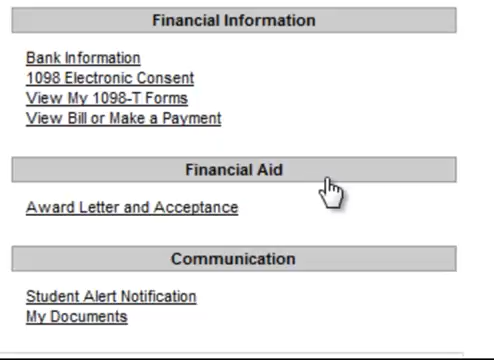 Financial Information
Bank Information
1098 Electronic Consent
View My 1098-T Forms
View Bill or Make a Payment
Financial Aid
Award Letter and Acceptance
Communication
Student Alert Notification
My Documents